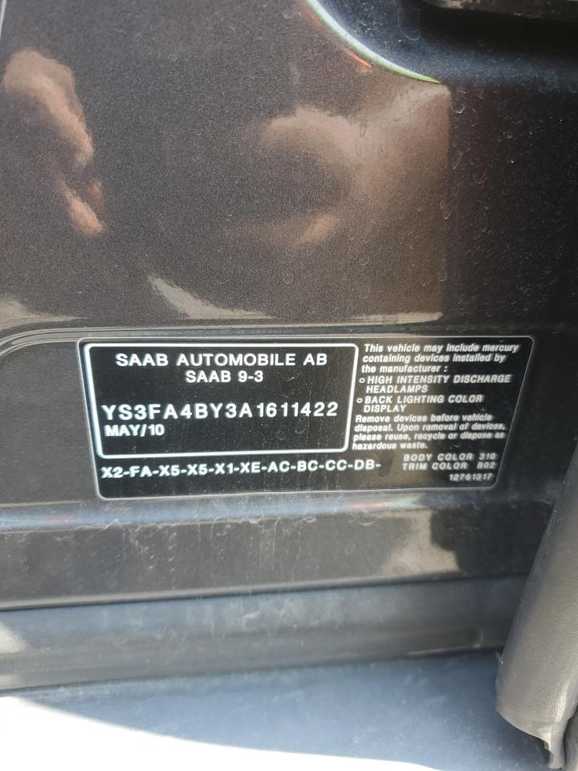 SAAB AUTOMOBILE AB
SAAB 9-3
YS3FA4BY3A1611422
MAY/10
X2-FA-X5-X5-X1-XE-AC-BC-CC-DB-
This vehicle may include mercury
containing devices installed by
the manufacturer :
o HIGH INTENSITY DISCHARGE
HEADLAMPS
o BACK LIGHTING COLOR
DISPLAY
Remove devices before vehicle
disposal. Upon removal of devices,
please reuse, recycle or dispose as
hazardous waste.
BODY COLOR 310
TRIM COLOR B02
12761217